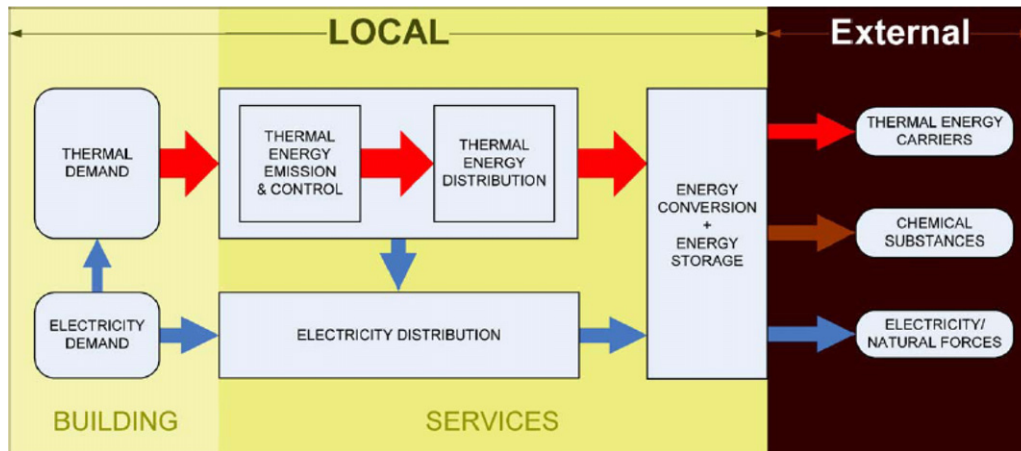 LOCAL
External
THERMAL
DEMAND
THERMAL
ENERGY
EMISSION
& CONTROL
THERMAL
ENERGY
DISTRIBUTION
ENERGY
CONVERSION
+
ENERGY
STORAGE
THERMAL ENERGY
CARRIERS
CHEMICAL
SUBSTANCES
ELECTRICITY
DEMAND
ELECTRICITY DISTRIBUTION
ELECTRICITY/
NATURAL FORCES
BUILDING
SERVICES